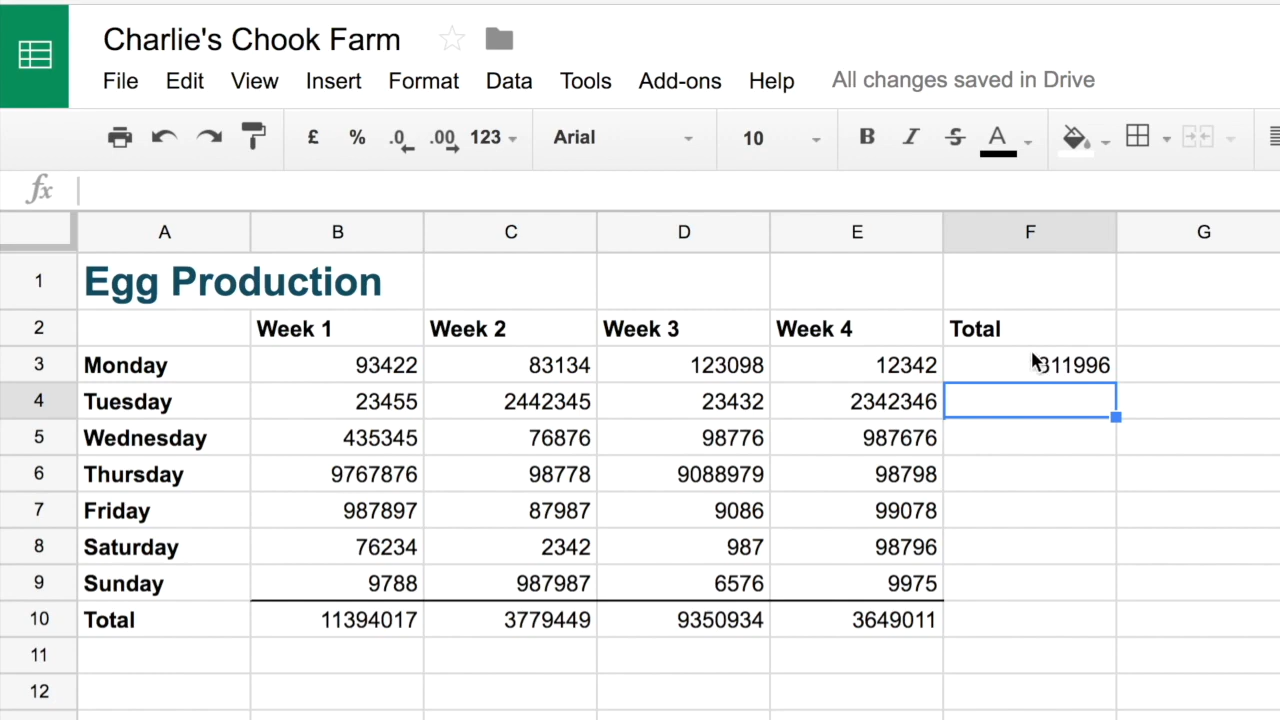 Charlie's Chook Farm
File Edit View Insert Format Data Tools Add-ons Help All changes saved in Drive
£ % .0 .00 123 Arial 10 B I S A
fx
A B C D E F G
1 Egg Production
2 Week 1 Week 2 Week 3 Week 4 Total
3 Monday 93422 83134 123098 12342 311996
4 Tuesday 23455 2442345 23432 2342346
5 Wednesday 435345 76876 98776 987676
6 Thursday 9767876 98778 9088979 98798
7 Friday 987897 87987 9086 99078
8 Saturday 76234 2342 987 98796
9 Sunday 9788 987987 6576 9975
10 Total 11394017 3779449 9350934 3649011
11
12